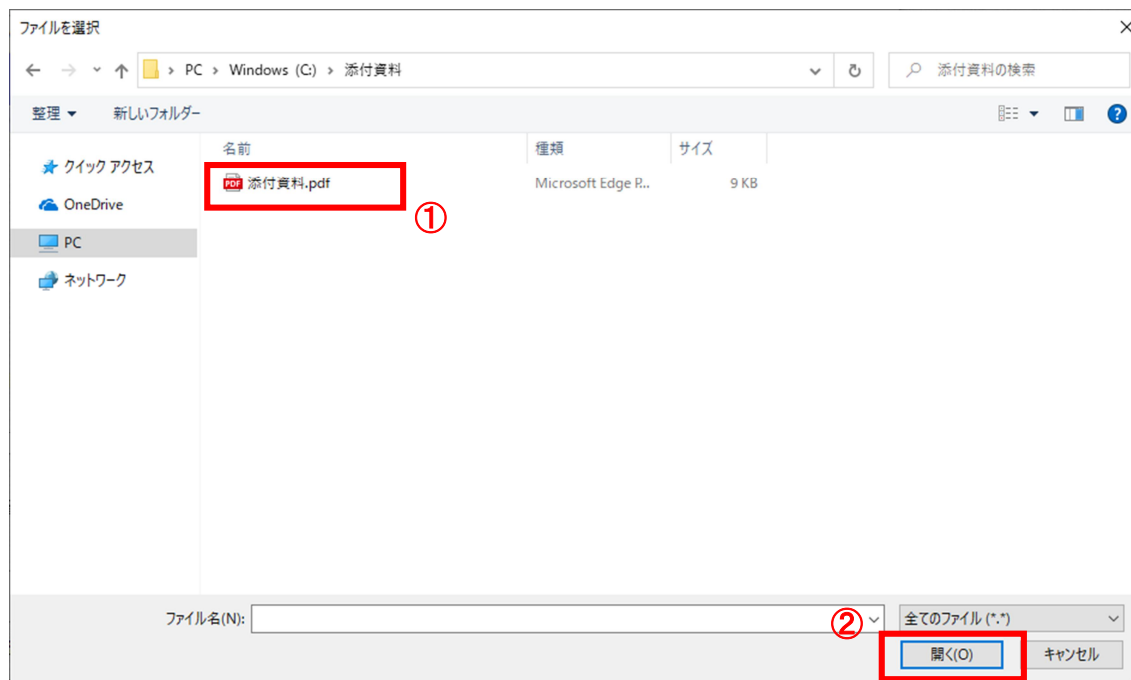 ファイルを選択
PC › Windows (C:) › 添付資料
添付資料の検索
整理 新しいフォルダー
名前 種類 サイズ
クイック アクセス
添付資料.pdf Microsoft Edge P... 9 KB
①
OneDrive
PC
ネットワーク
ファイル名(N):
②
全てのファイル (*.*)
開く(O) キャンセル